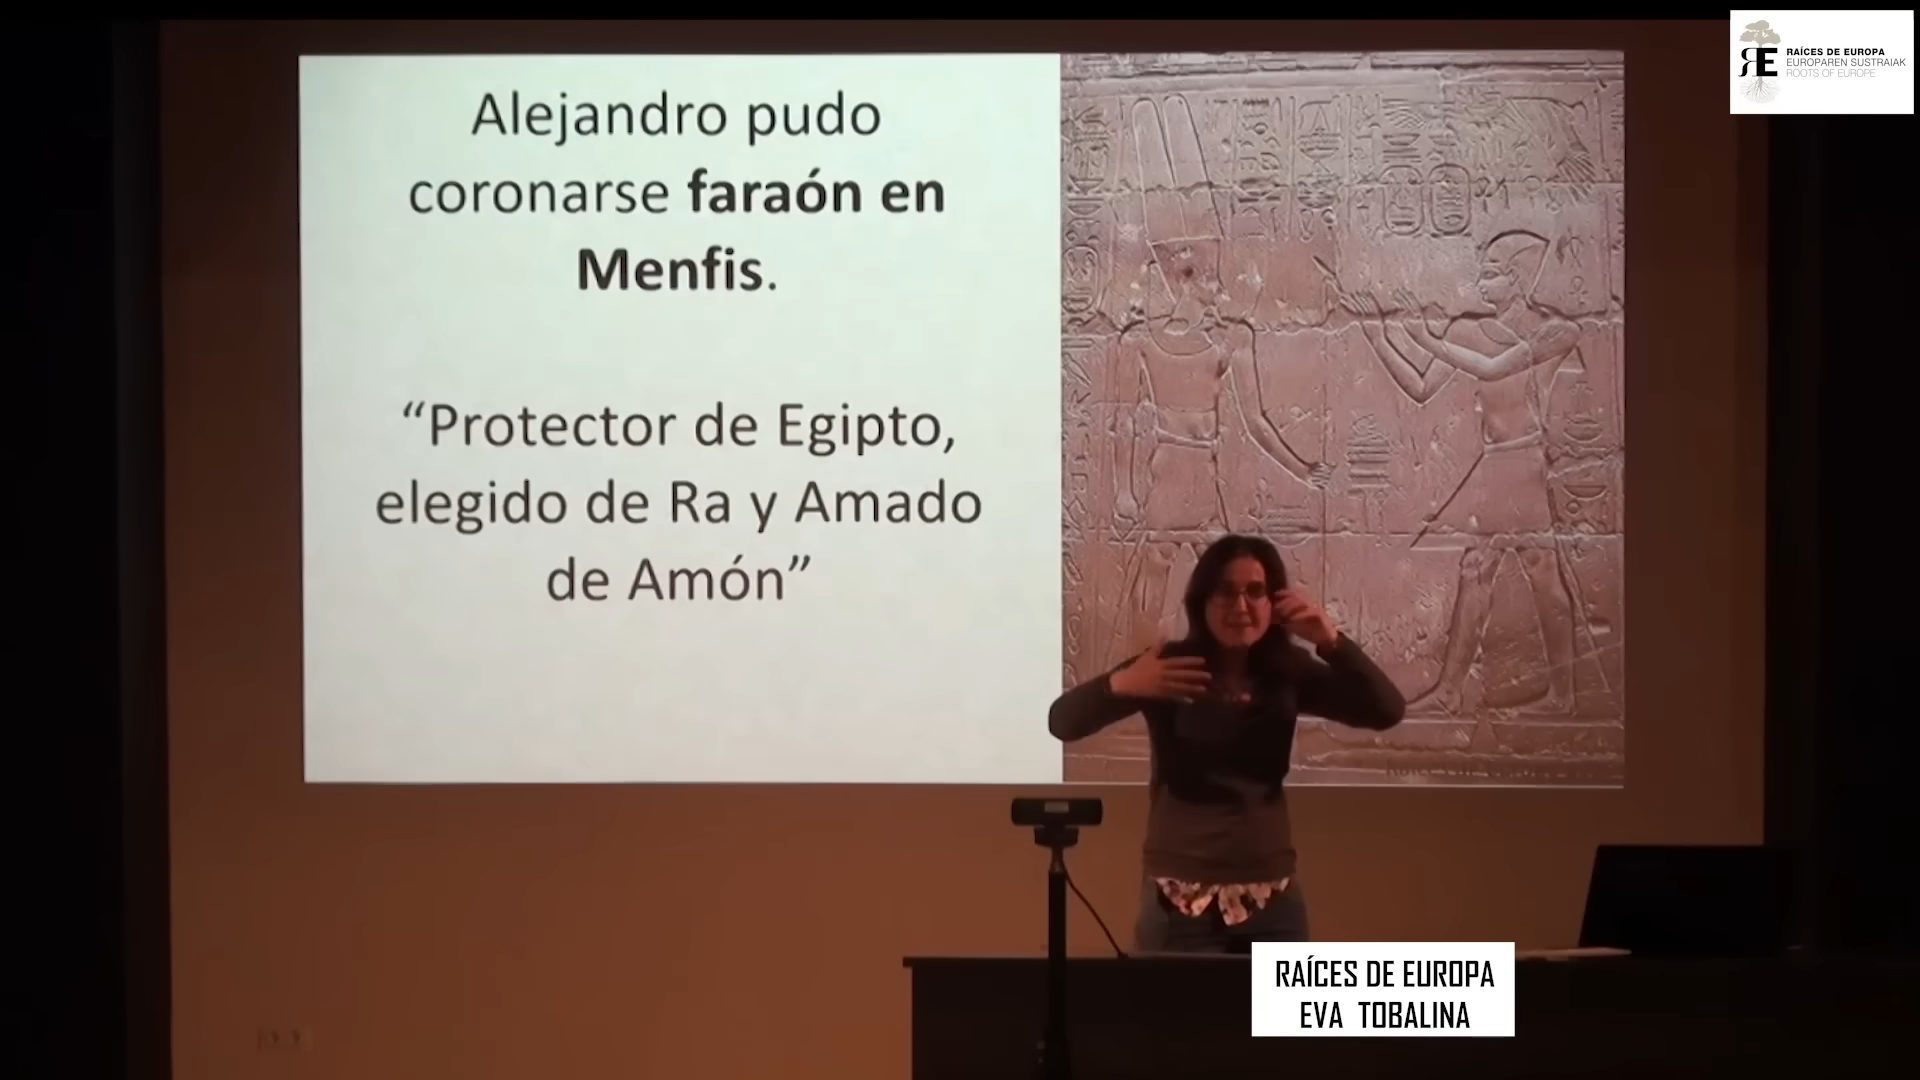 Alejandro pudo
coronarse faraón en
Menfis.
“Protector de Egipto,
elegido de Ra y Amado
de Amón”
RE
RAÍCES DE EUROPA
EUROPAREN SUSTRAIAK
ROOTS OF EUROPE
RAÍCES DE EUROPA
EVA TOBALINA